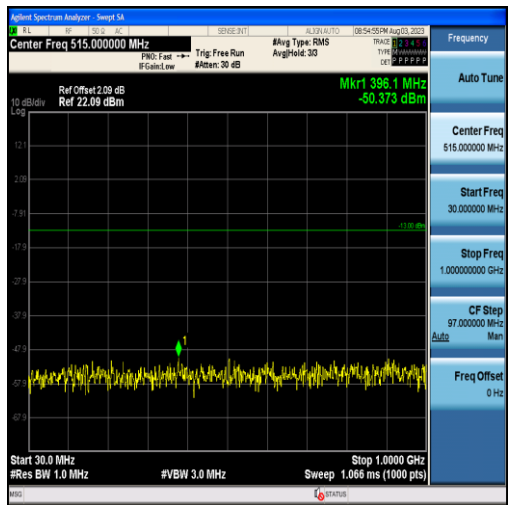 Agilent Spectrum Analyzer - Swept SA
RL RF 50 Ω AC SENSE:INT ALIGN AUTO 08:54:55 PM Aug 03, 2023
Center Freq 515.000000 MHz
PNO: Fast
IFGain:Low
Trig: Free Run
#Atten: 30 dB
#Avg Type: RMS
Avg|Hold: 3/3
TRACE 1 2 3 4 5 6
TYPE M
DET P P P P P P
Ref Offset 2.09 dB
Ref 22.09 dBm
10 dB/div
Log
Mkr1 396.1 MHz
-50.373 dBm
12.1
2.09
-7.91
-13.00 dBm
-17.9
-27.9
-37.9
-47.9
-57.9
-67.9
1
Start 30.0 MHz
#Res BW 1.0 MHz
#VBW 3.0 MHz
Stop 1.0000 GHz
Sweep 1.066 ms (1000 pts)
MSG
STATUS
Frequency
Auto Tune
Center Freq
515.000000 MHz
Start Freq
30.000000 MHz
Stop Freq
1.000000000 GHz
CF Step
97.000000 MHz
Auto Man
Freq Offset
0 Hz